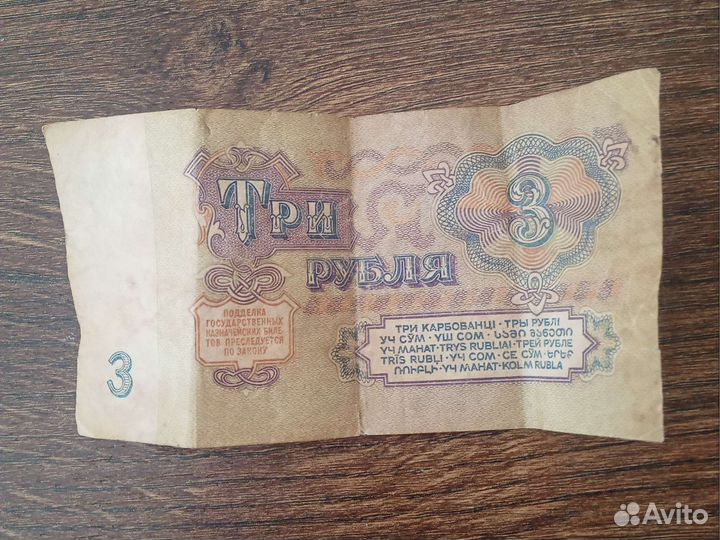 ТРИ
3
РУБЛЯ
ПОДДЕЛКА
ГОСУДАРСТВЕННЫХ
КАЗНАЧЕЙСКИХ БИЛЕ-
ТОВ ПРЕСЛЕДУЕТСЯ
ПО ЗАКОНУ
3
ТРИ КАРБОВАНЦІ · ТРЫ РУБЛІ
УЧ СЎМ · ҮШ СОМ · ᲡᲐᲛᲘ ᲛᲐᲜᲔᲗᲘ
ҮЧ МАНАТ · TRYS RUBLIAI · ТРЕЙ РУБЛЕ
TRĪS RUBĻI · ҮЧ СОМ · СЕ СЎМ · ԵՐԵՔ
ՌՈՒԲԼԻ · ҮЧ МАНАТ · KOLM RUBLA
Avito